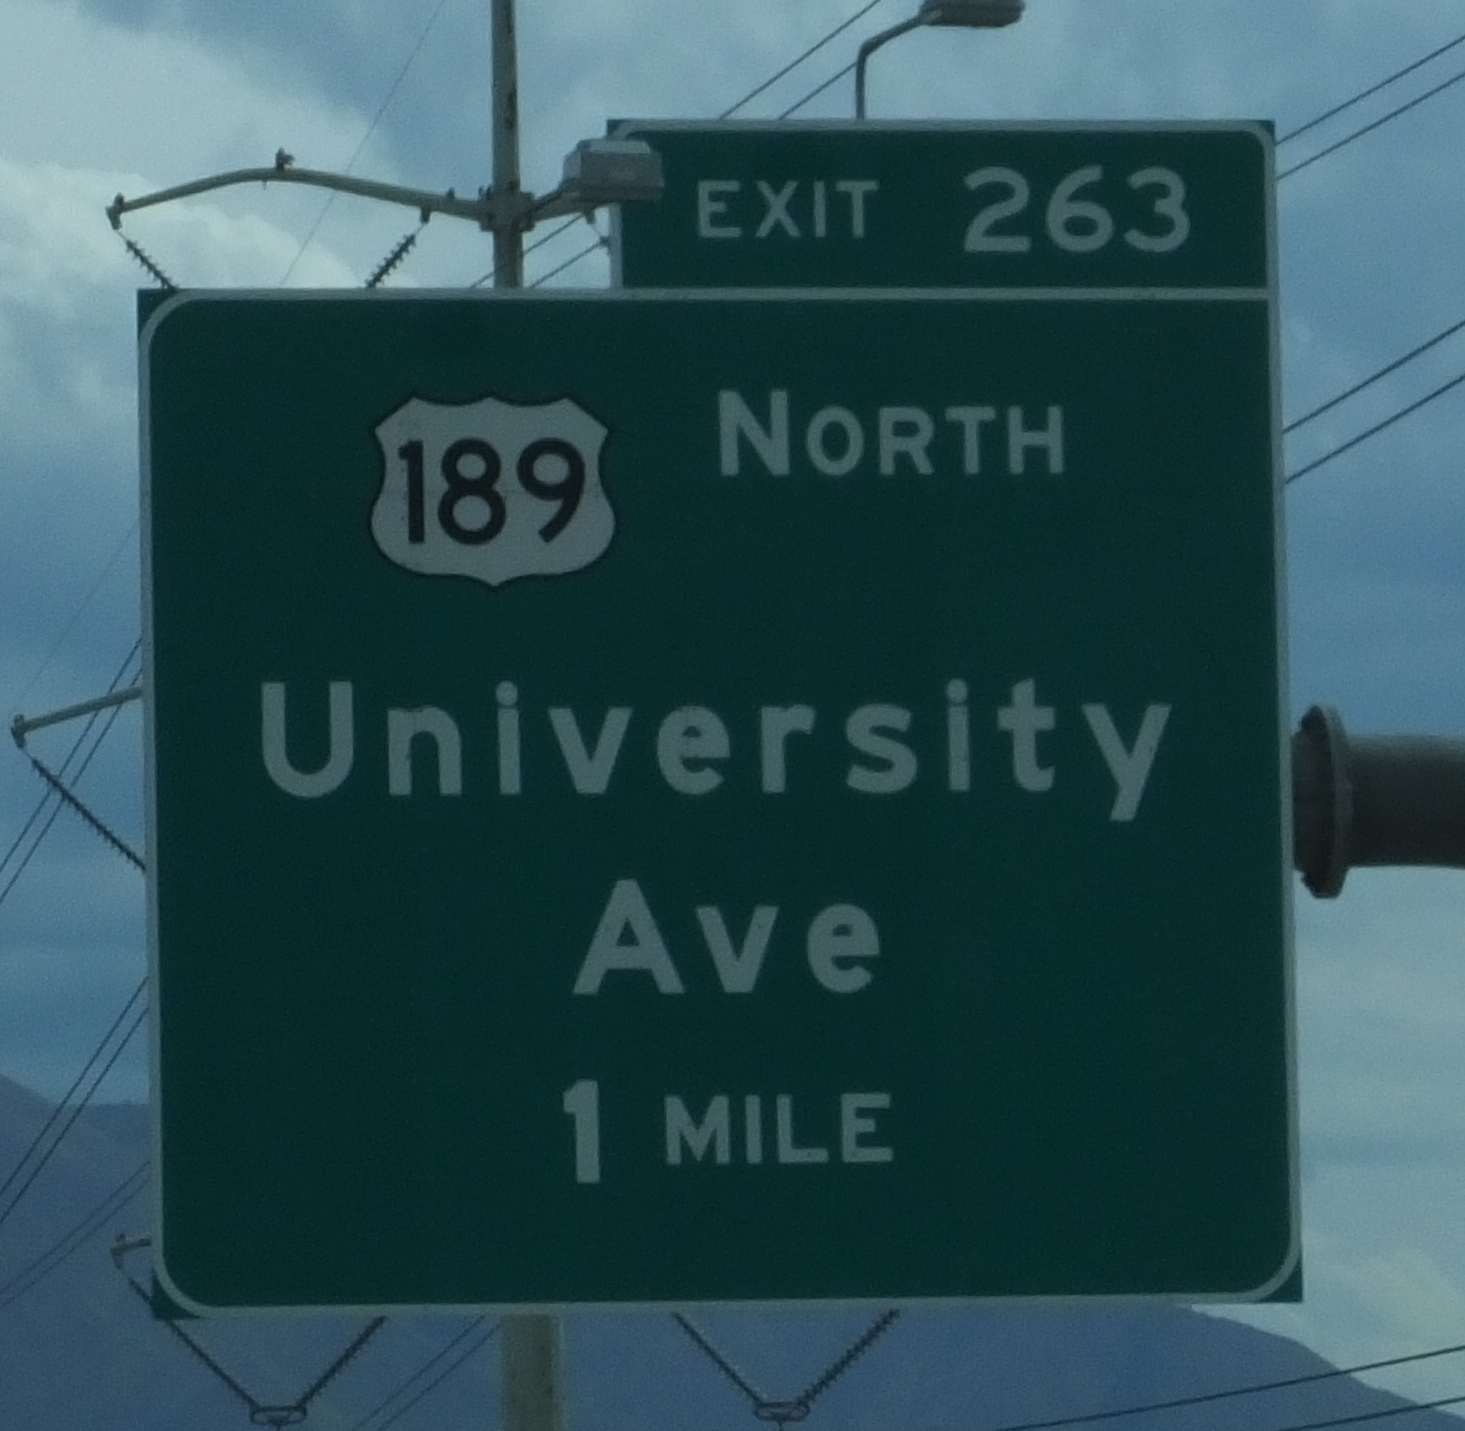 EXIT 263
189 NORTH
University
Ave
1 MILE